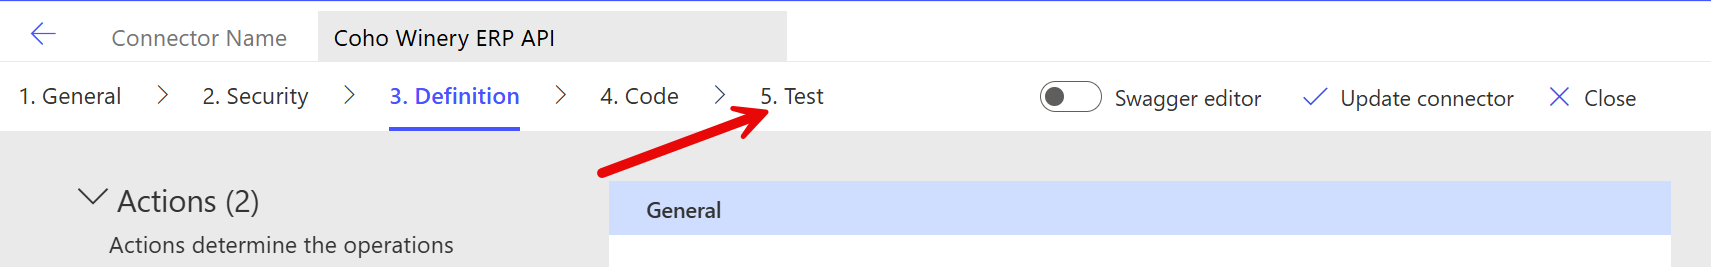 Connector Name Coho Winery ERP API
1. General 2. Security 3. Definition 4. Code 5. Test Swagger editor Update connector Close
Actions (2)
General
Actions determine the operations